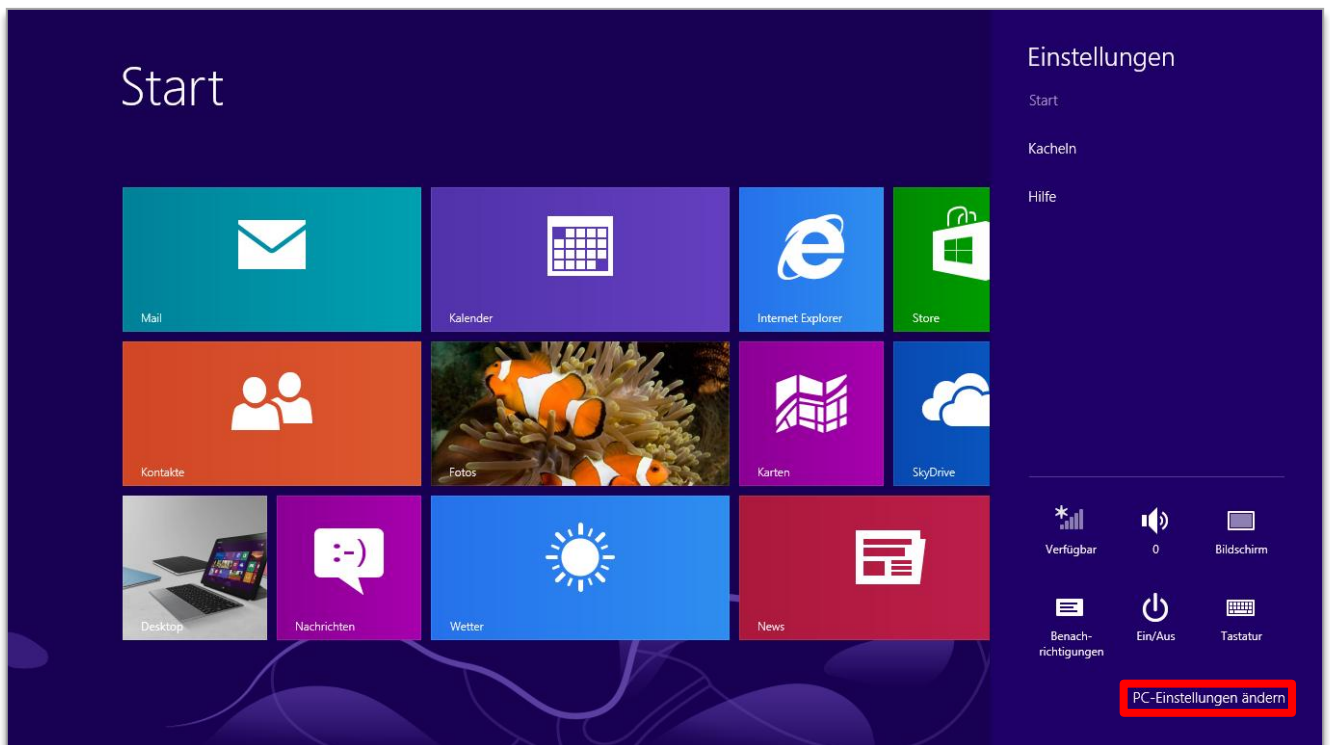 Start
Mail
Kalender
Internet Explorer
Store
Kontakte
Fotos
Karten
SkyDrive
Desktop
Nachrichten
:-)
Wetter
News
Einstellungen
Start
Kacheln
Hilfe
Verfügbar
0
Bildschirm
Benach-
richtigungen
Ein/Aus
Tastatur
PC-Einstellungen ändern